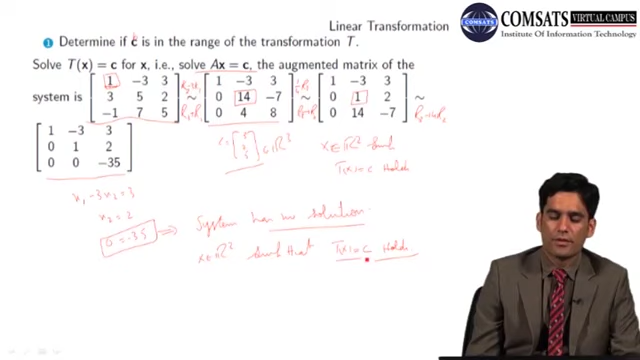 Linear Transformation
COMSATS VIRTUAL CAMPUS
Institute Of Information Technology
1 Determine if c is in the range of the transformation T.
Solve T(x) = c for x, i.e., solve Ax = c, the augmented matrix of the
system is [1 -3 3; 3 5 2; -1 7 5] ~ [1 -3 3; 0 14 -7; 0 4 8] ~ [1 -3 3; 0 1 2; 0 14 -7] ~
[1 -3 3; 0 1 2; 0 0 -35]
x ∈ R² such
T(x) = c Holds
x₁ - 3x₂ = 3
x₂ = 2
0 = -35 ⇒ System has no solution.
x ∈ R² such that T(x) = c Holds.